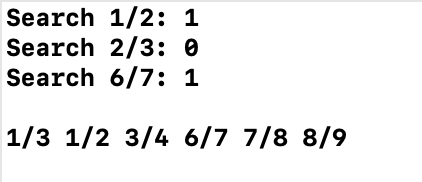 Search 1/2: 1
Search 2/3: 0
Search 6/7: 1
1/3 1/2 3/4 6/7 7/8 8/9